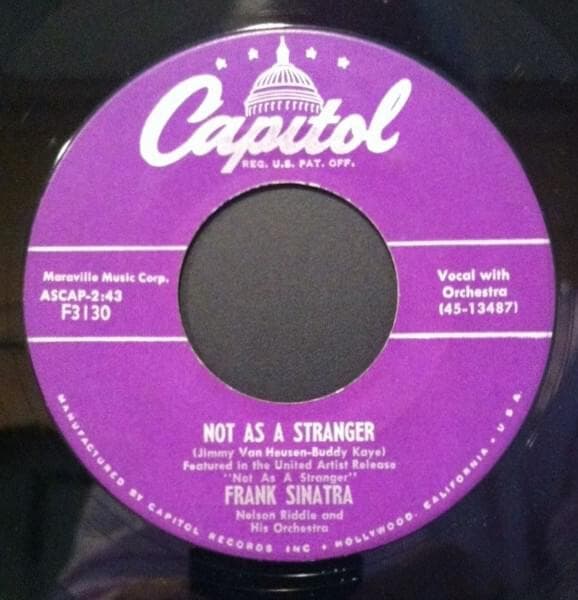 Capitol
REG. U.S. PAT. OFF.
Maraville Music Corp.
ASCAP-2:43
F3130
Vocal with
Orchestra
(45-13487)
NOT AS A STRANGER
(Jimmy Van Heusen-Buddy Kaye)
Featured in the United Artist Release
"Not As A Stranger"
FRANK SINATRA
Nelson Riddle and
His Orchestra
MANUFACTURED BY CAPITOL RECORDS INC • HOLLYWOOD, CALIFORNIA • U.S.A.